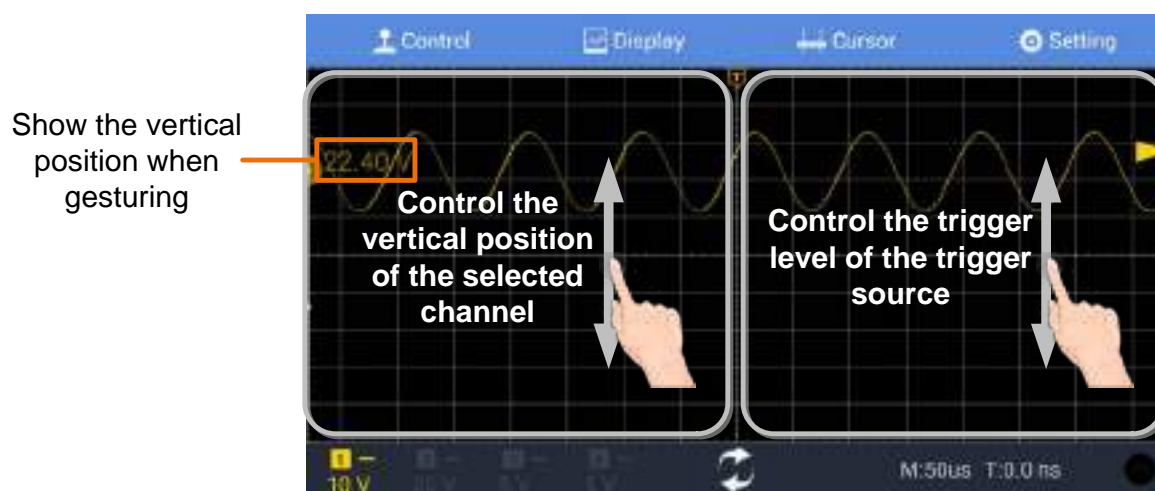 Control Display Cursor Setting
T
Show the vertical
position when
gesturing
22.40V
Control the
vertical position
of the selected
channel
Control the trigger
level of the trigger
source
1
10 V
M:50us T:0.0 ns